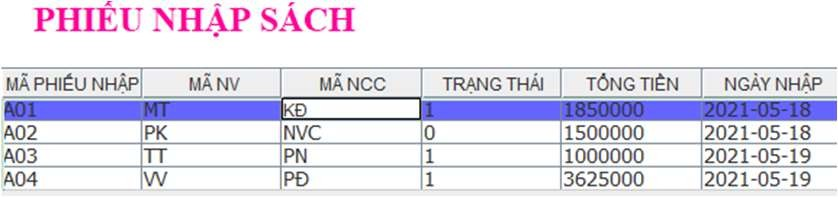 PHIẾU NHẬP SÁCH
MÃ PHIẾU NHẬP MÃ NV MÃ NCC TRẠNG THÁI TỔNG TIỀN NGÀY NHẬP
A01 MT KĐ 1 1850000 2021-05-18
A02 PK NVC 0 1500000 2021-05-18
A03 TT PN 1 1000000 2021-05-19
A04 VV PĐ 1 3625000 2021-05-19